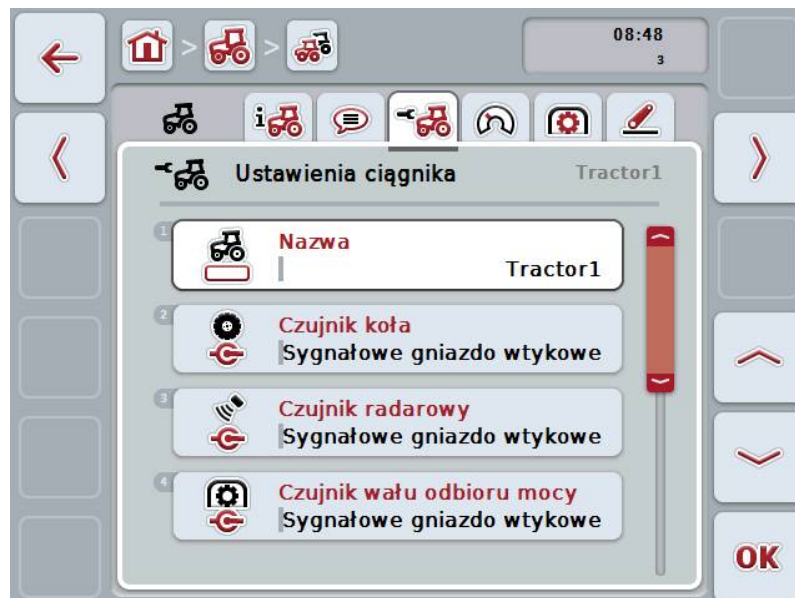 > >
08:48
3
i
Ustawienia ciągnika Tractor1
1
Nazwa
Tractor1
2
Czujnik koła
Sygnałowe gniazdo wtykowe
3
Czujnik radarowy
Sygnałowe gniazdo wtykowe
4
Czujnik wału odbioru mocy
Sygnałowe gniazdo wtykowe
OK